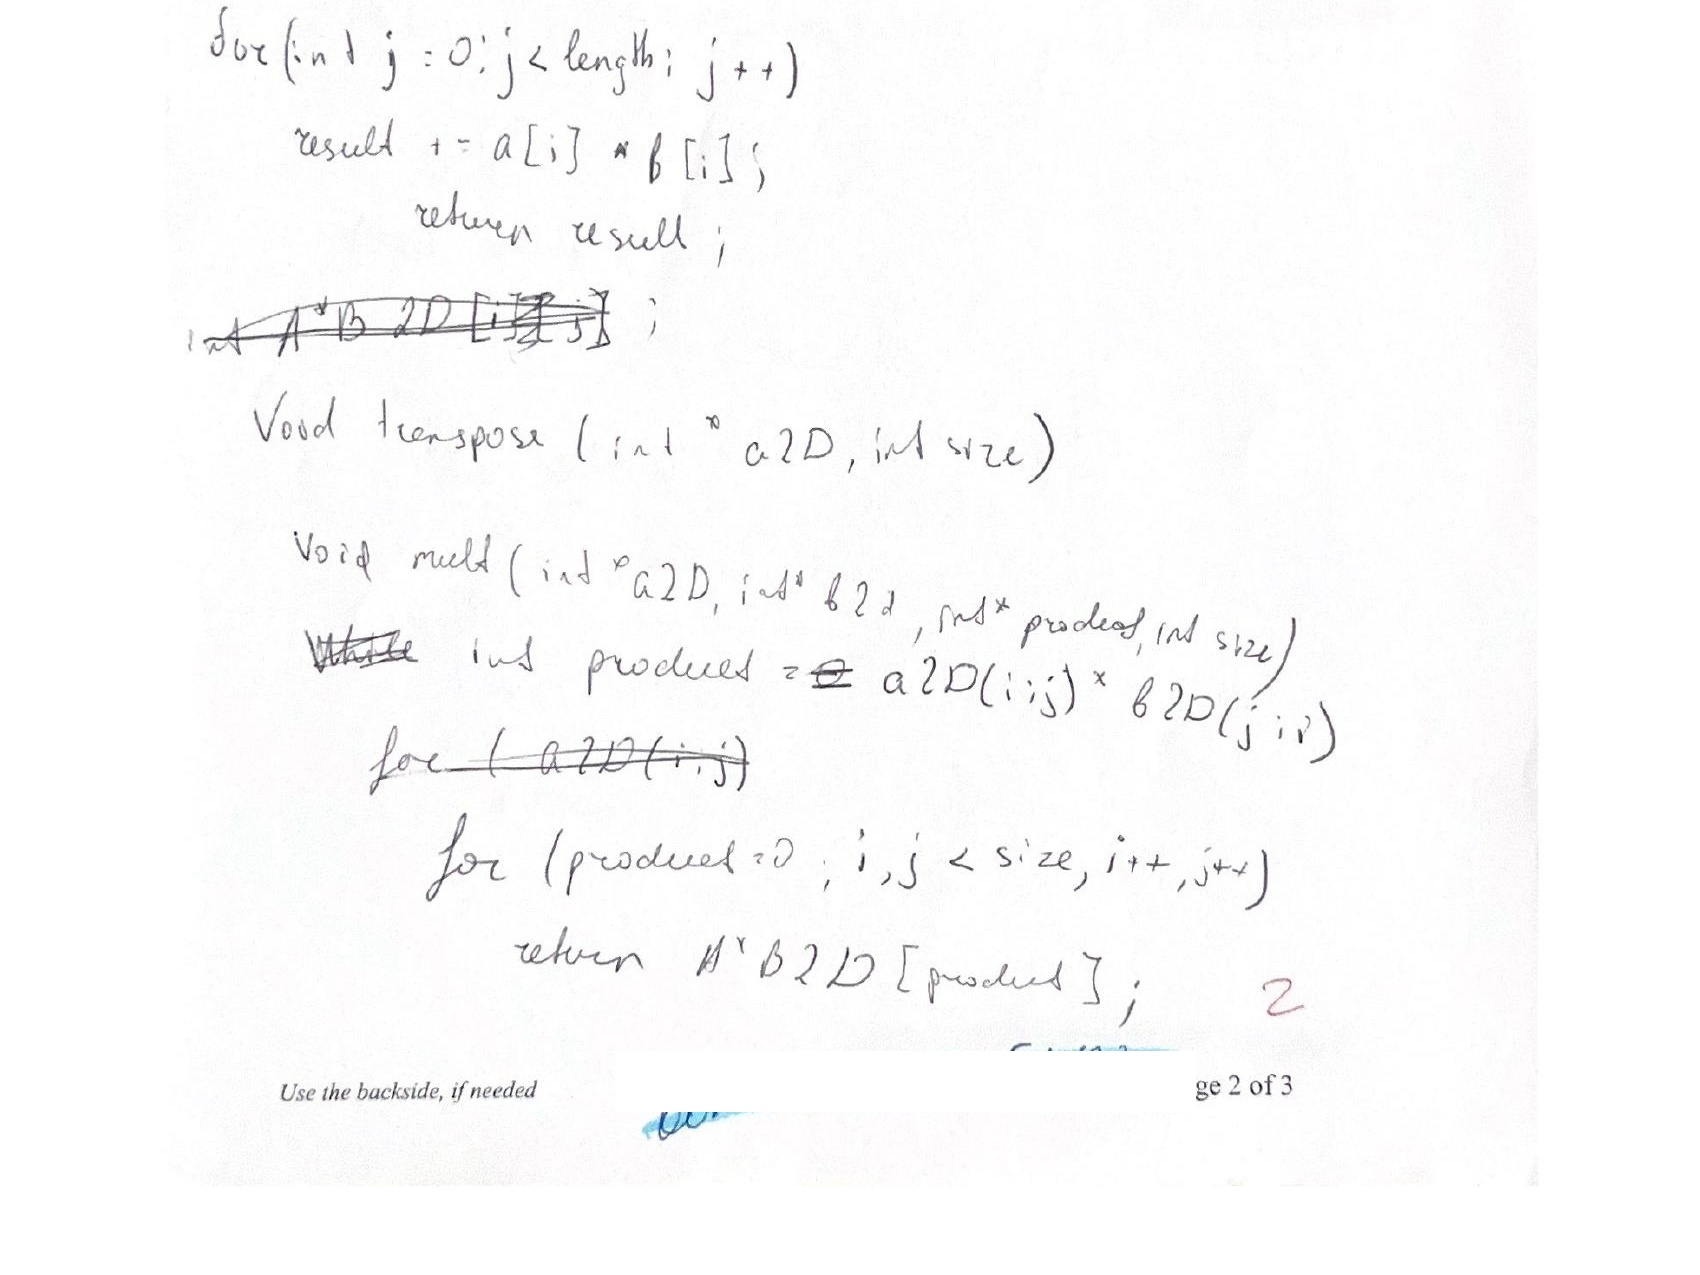 for (int j = 0; j < length; j++)
result += a[i] * b[i];
return result;
int A*B 2D [i][j] ;
Void transpose (int * a2D, int size)
Void mult (int *a2D, int* b2d, int* product, int size)
While int product = 0 a2D(i;j) * b2D(j;i)
for ( a2D(i,j)
for (product=0; i,j < size, i++, j++)
return A*B2D [product];
2
Use the backside, if needed
ge 2 of 3